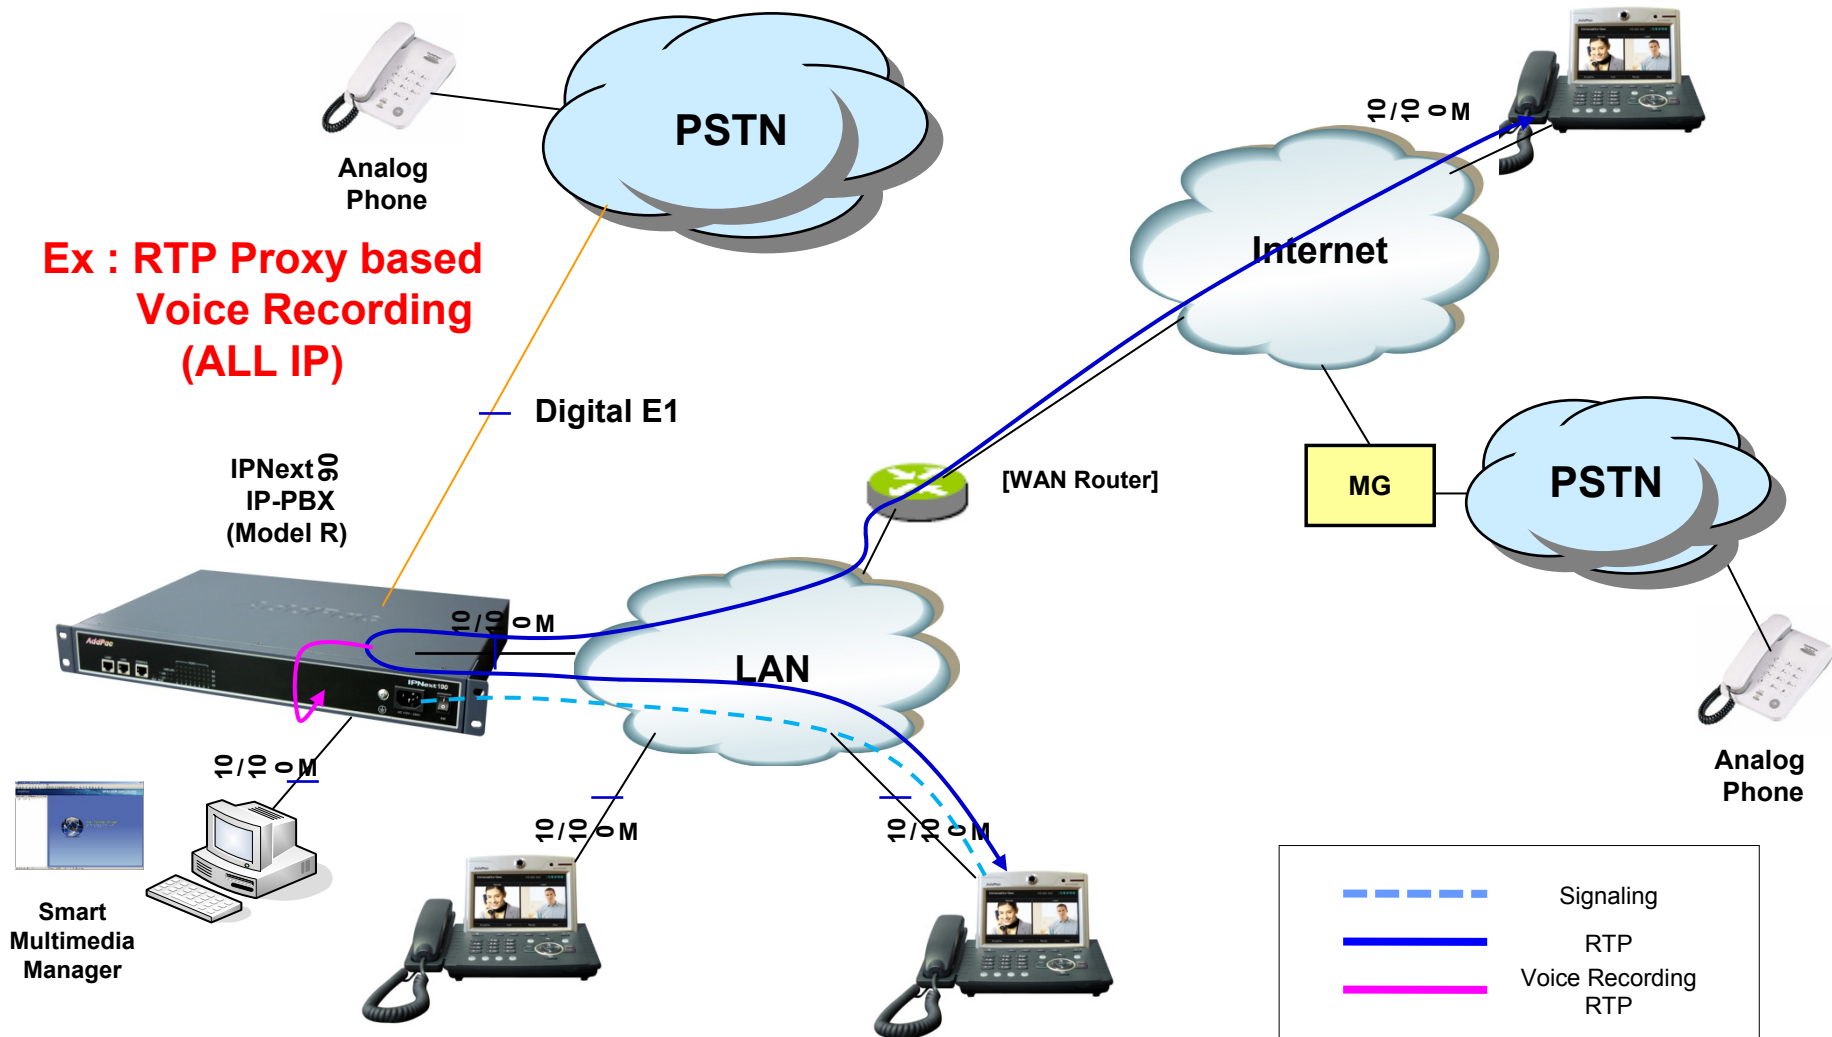 PSTN
Analog
Phone
Ex : RTP Proxy based
Voice Recording
(ALL IP)
Digital E1
IPNext
90
IP-PBX
(Model R)
10/100M
Internet
[WAN Router]
MG
PSTN
10/100M
AddPac
IPNext190
LAN
10/100M
10/100M
10/100M
Smart
Multimedia
Manager
Analog
Phone
Signaling
RTP
Voice Recording
RTP